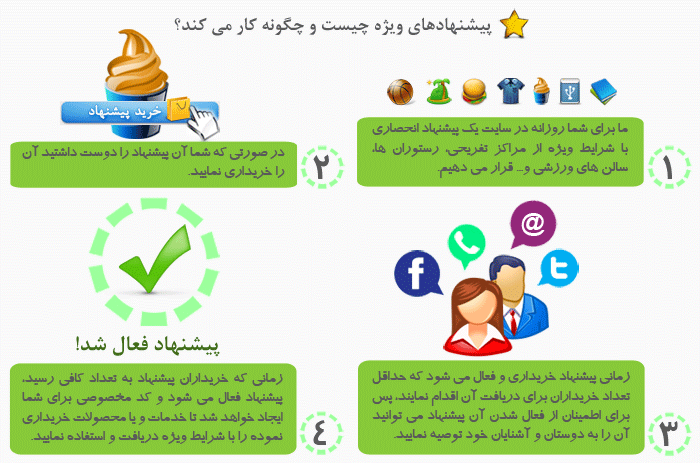 پیشنهادهای ویژه چیست و چگونه کار می کند؟
ما برای شما روزانه در سایت یک پیشنهاد انحصاری
با شرایط ویژه از مراکز تفریحی، رستوران ها،
سالن های ورزشی و... قرار می دهیم.
۱
خرید پیشنهاد
در صورتی که شما آن پیشنهاد را دوست داشتید آن
را خریداری نمایید.
۲
f
@
t
زمانی پیشنهاد خریداری و فعال می شود که حداقل
تعداد خریداران برای دریافت آن اقدام نمایند، پس
برای اطمینان از فعال شدن آن پیشنهاد می توانید
آن را به دوستان و آشنایان خود توصیه نمایید.
۳
پیشنهاد فعال شد!
زمانی که خریداران پیشنهاد به تعداد کافی رسید،
پیشنهاد فعال می شود و کد مخصوصی برای شما
ایجاد خواهد شد تا خدمات و یا محصولات خریداری
نموده را با شرایط ویژه دریافت و استفاده نمایید.
٤